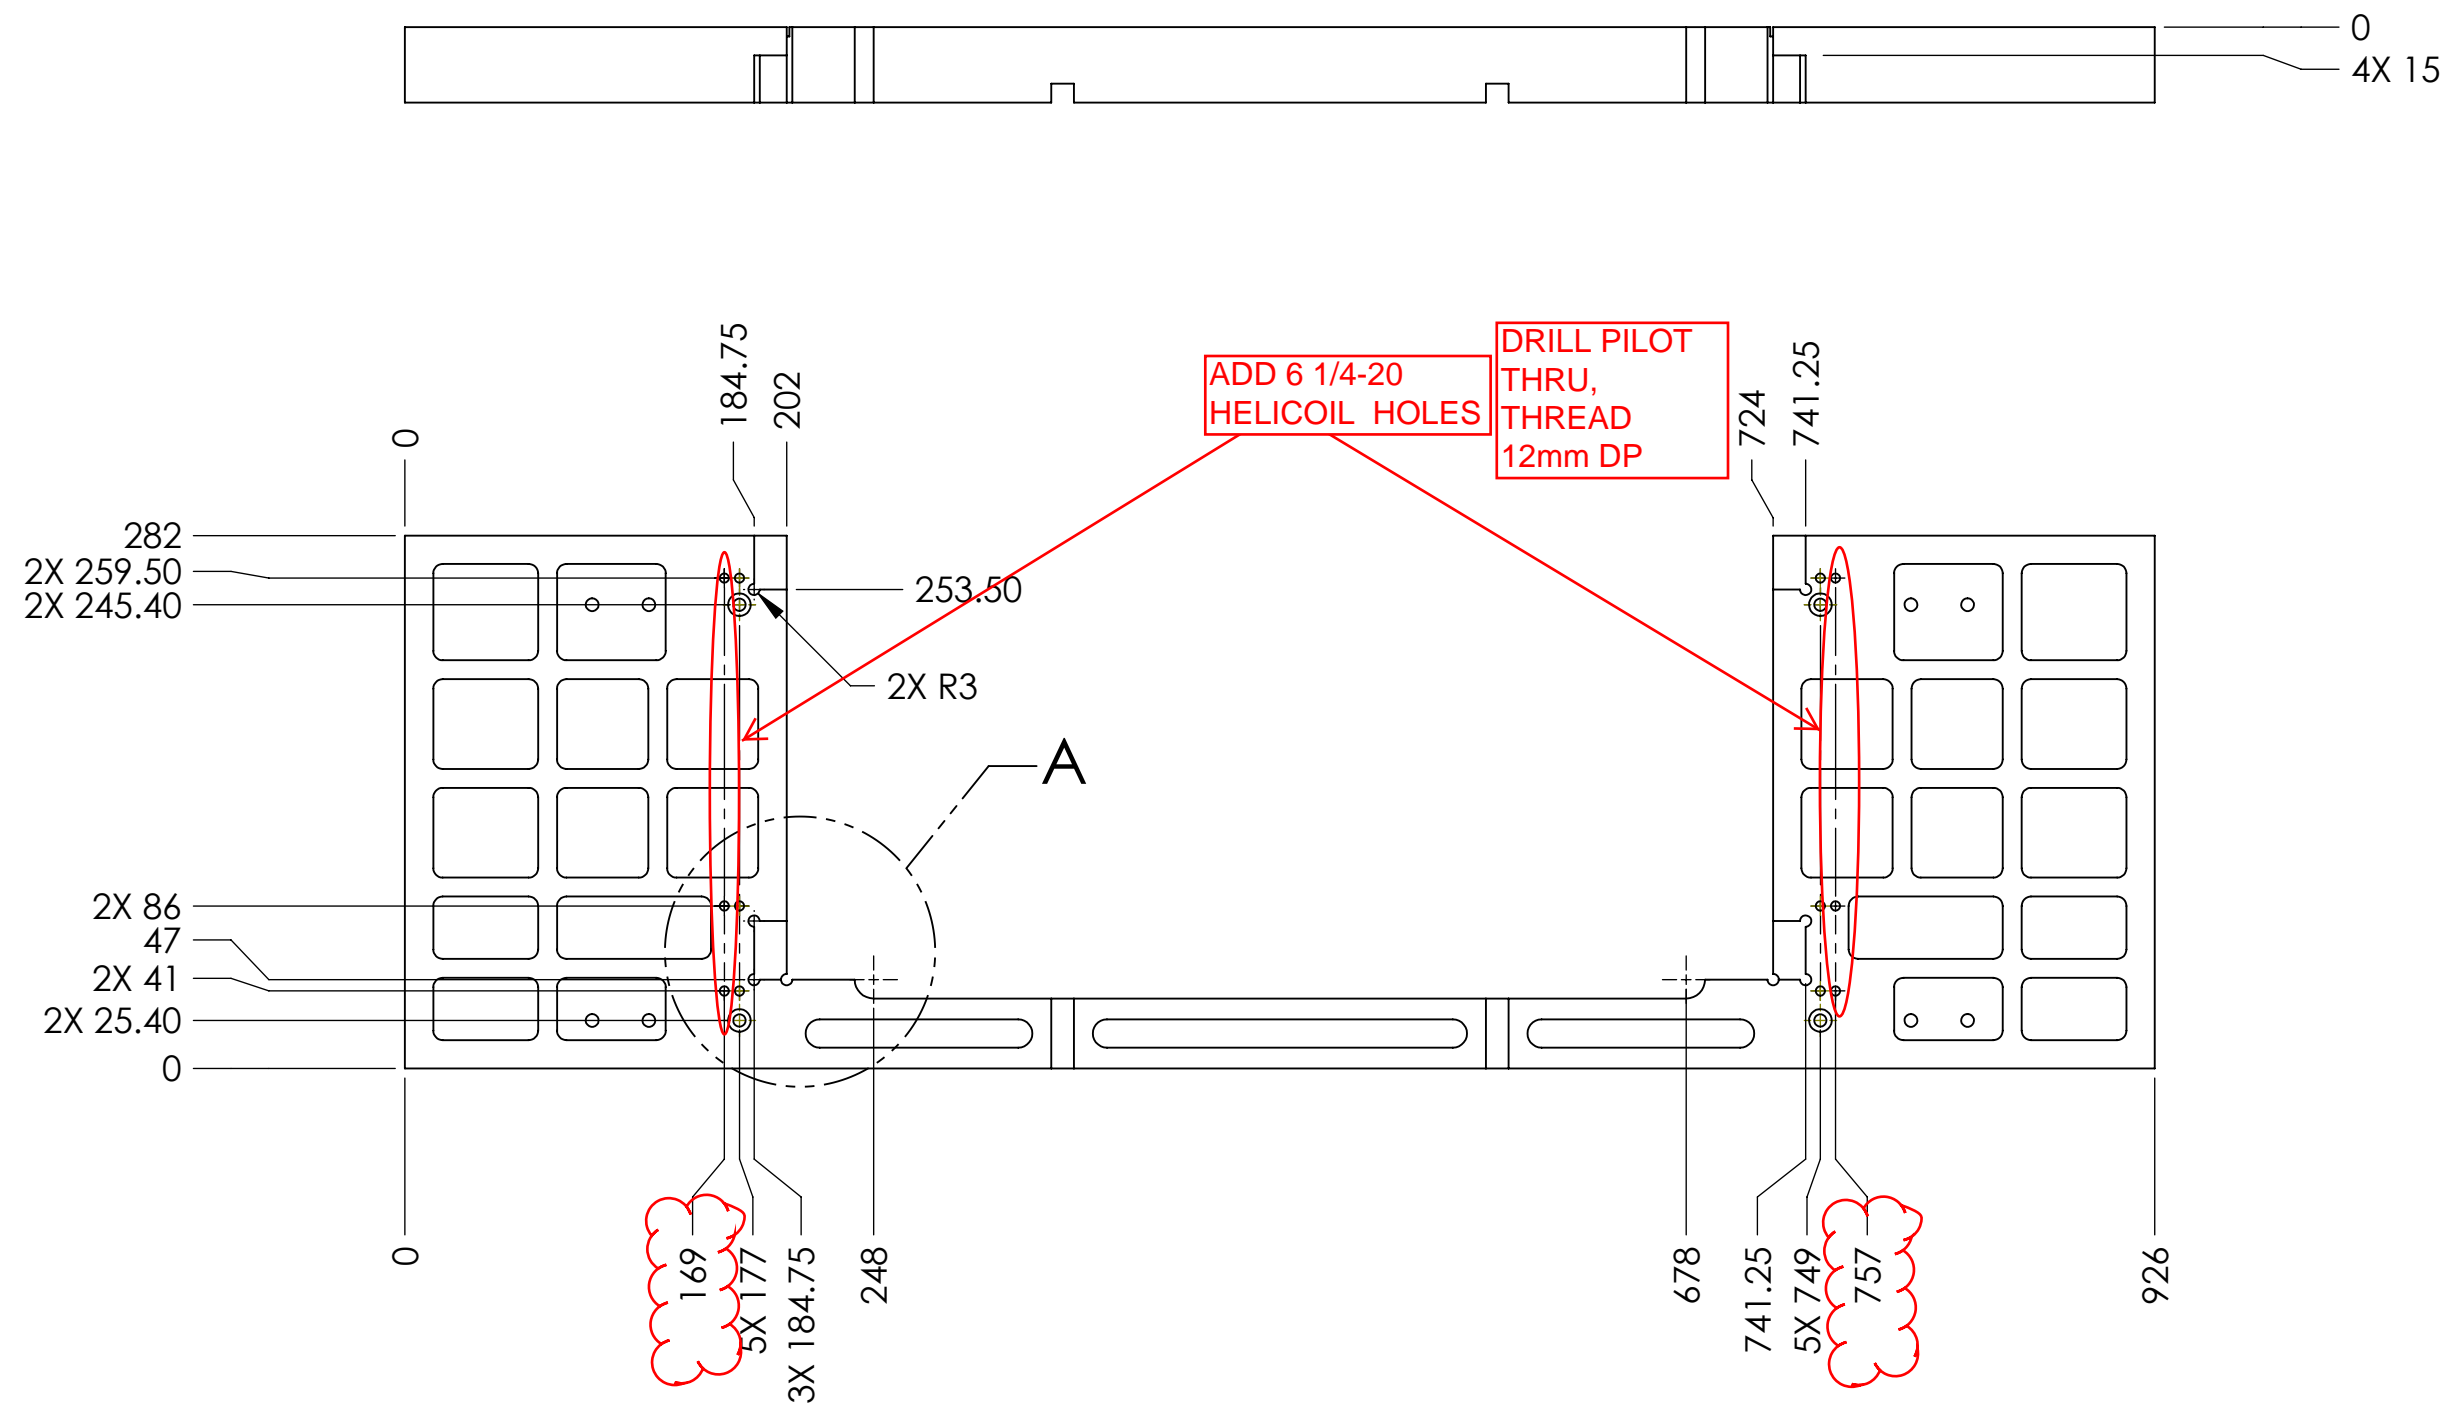 0
4X 15
184.75
202
ADD 6 1/4-20
HELICOIL HOLES
DRILL PILOT
THRU,
THREAD
12mm DP
724
741.25
0
282
2X 259.50
2X 245.40
253.50
2X R3
A
2X 86
47
2X 41
2X 25.40
0
0
169
5X 177
3X 184.75
248
678
741.25
5X 749
757
926